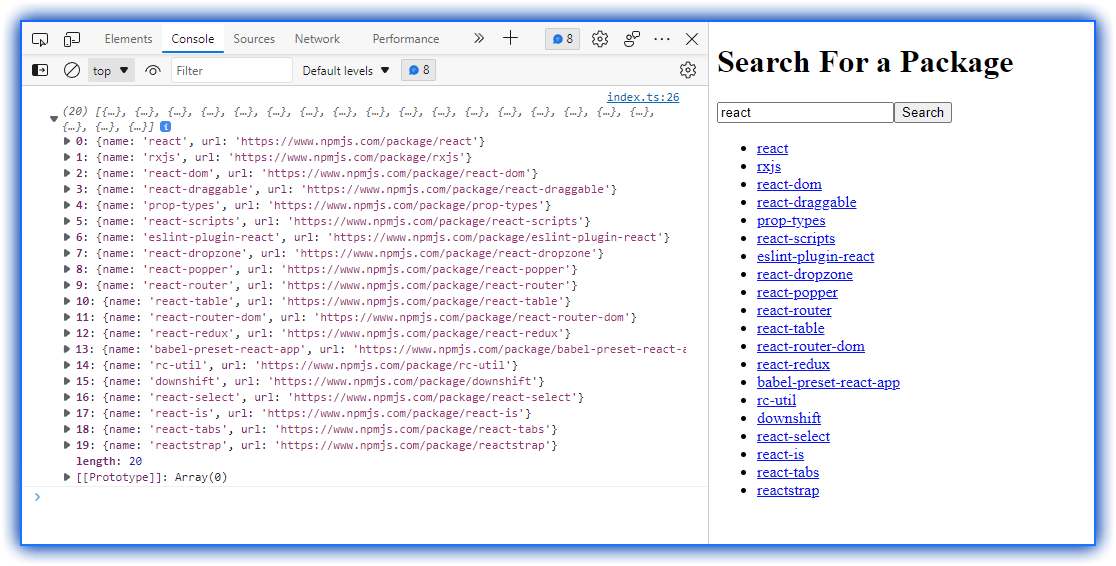 Elements Console Sources Network Performance 8
top Filter Default levels 8
index.ts:26
(20) [{…}, {…}, {…}, {…}, {…}, {…}, {…}, {…}, {…}, {…}, {…}, {…}, {…}, {…}, {…}, {…}, {…},
{…}, {…}, {…}] i
0: {name: 'react', url: 'https://www.npmjs.com/package/react'}
1: {name: 'rxjs', url: 'https://www.npmjs.com/package/rxjs'}
2: {name: 'react-dom', url: 'https://www.npmjs.com/package/react-dom'}
3: {name: 'react-draggable', url: 'https://www.npmjs.com/package/react-draggable'}
4: {name: 'prop-types', url: 'https://www.npmjs.com/package/prop-types'}
5: {name: 'react-scripts', url: 'https://www.npmjs.com/package/react-scripts'}
6: {name: 'eslint-plugin-react', url: 'https://www.npmjs.com/package/eslint-plugin-react'}
7: {name: 'react-dropzone', url: 'https://www.npmjs.com/package/react-dropzone'}
8: {name: 'react-popper', url: 'https://www.npmjs.com/package/react-popper'}
9: {name: 'react-router', url: 'https://www.npmjs.com/package/react-router'}
10: {name: 'react-table', url: 'https://www.npmjs.com/package/react-table'}
11: {name: 'react-router-dom', url: 'https://www.npmjs.com/package/react-router-dom'}
12: {name: 'react-redux', url: 'https://www.npmjs.com/package/react-redux'}
13: {name: 'babel-preset-react-app', url: 'https://www.npmjs.com/package/babel-preset-react-a
14: {name: 'rc-util', url: 'https://www.npmjs.com/package/rc-util'}
15: {name: 'downshift', url: 'https://www.npmjs.com/package/downshift'}
16: {name: 'react-select', url: 'https://www.npmjs.com/package/react-select'}
17: {name: 'react-is', url: 'https://www.npmjs.com/package/react-is'}
18: {name: 'react-tabs', url: 'https://www.npmjs.com/package/react-tabs'}
19: {name: 'reactstrap', url: 'https://www.npmjs.com/package/reactstrap'}
length: 20
[[Prototype]]: Array(0)
Search For a Package
react Search
react
rxjs
react-dom
react-draggable
prop-types
react-scripts
eslint-plugin-react
react-dropzone
react-popper
react-router
react-table
react-router-dom
react-redux
babel-preset-react-app
rc-util
downshift
react-select
react-is
react-tabs
reactstrap